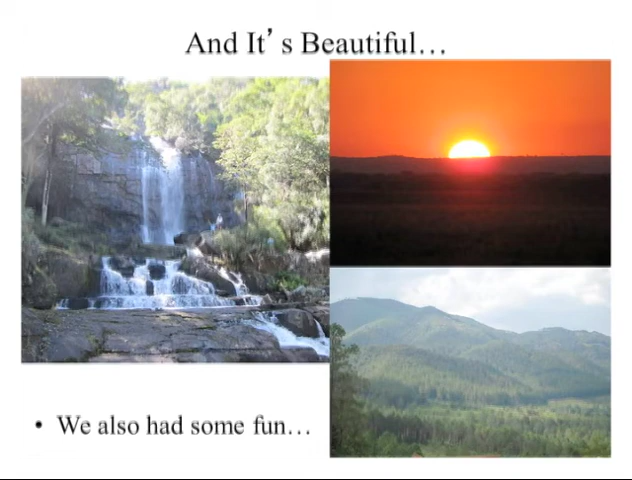 And It’s Beautiful…
• We also had some fun…